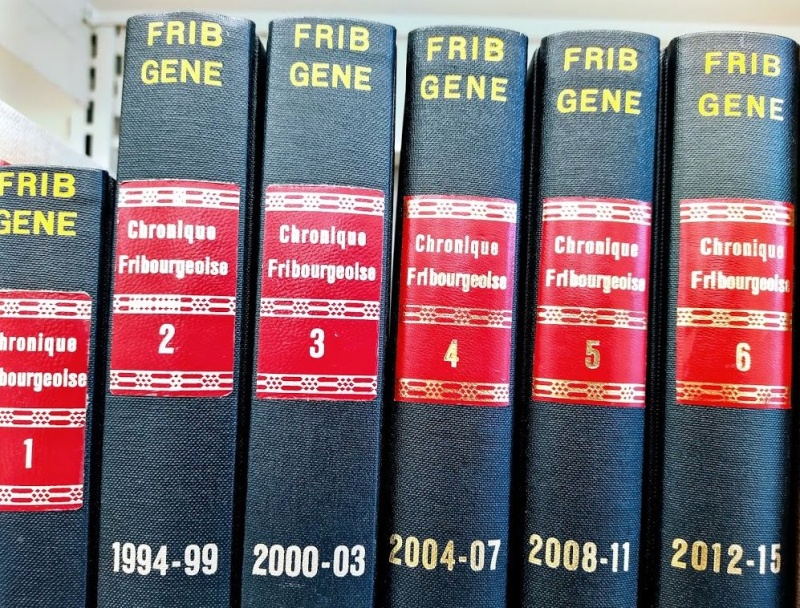 FRIB
GENE
hronique
bourgeoise
1
FRIB
GENE
Chronique
Fribourgeoise
2
1994-99
FRIB
GENE
Chronique
Fribourgeoise
3
2000-03
FRIB
GENE
Chronique
Fribourgeoise
4
2004-07
FRIB
GENE
Chronique
Fribourgeoise
5
2008-11
FRIB
GENE
Chronique
Fribourgeoise
6
2012-15